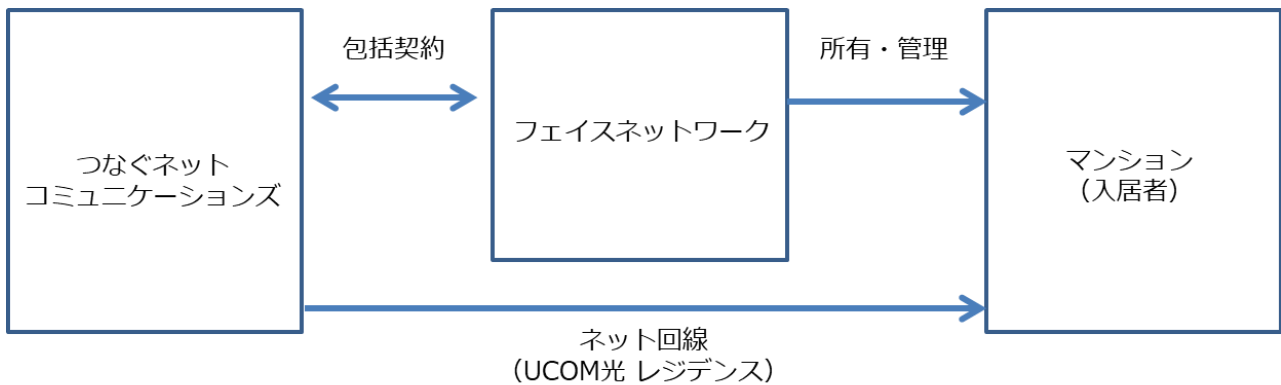 包括契約
所有・管理
つなぐネット
コミュニケーションズ
フェイスネットワーク
マンション
（入居者）
ネット回線
（UCOM光 レジデンス）